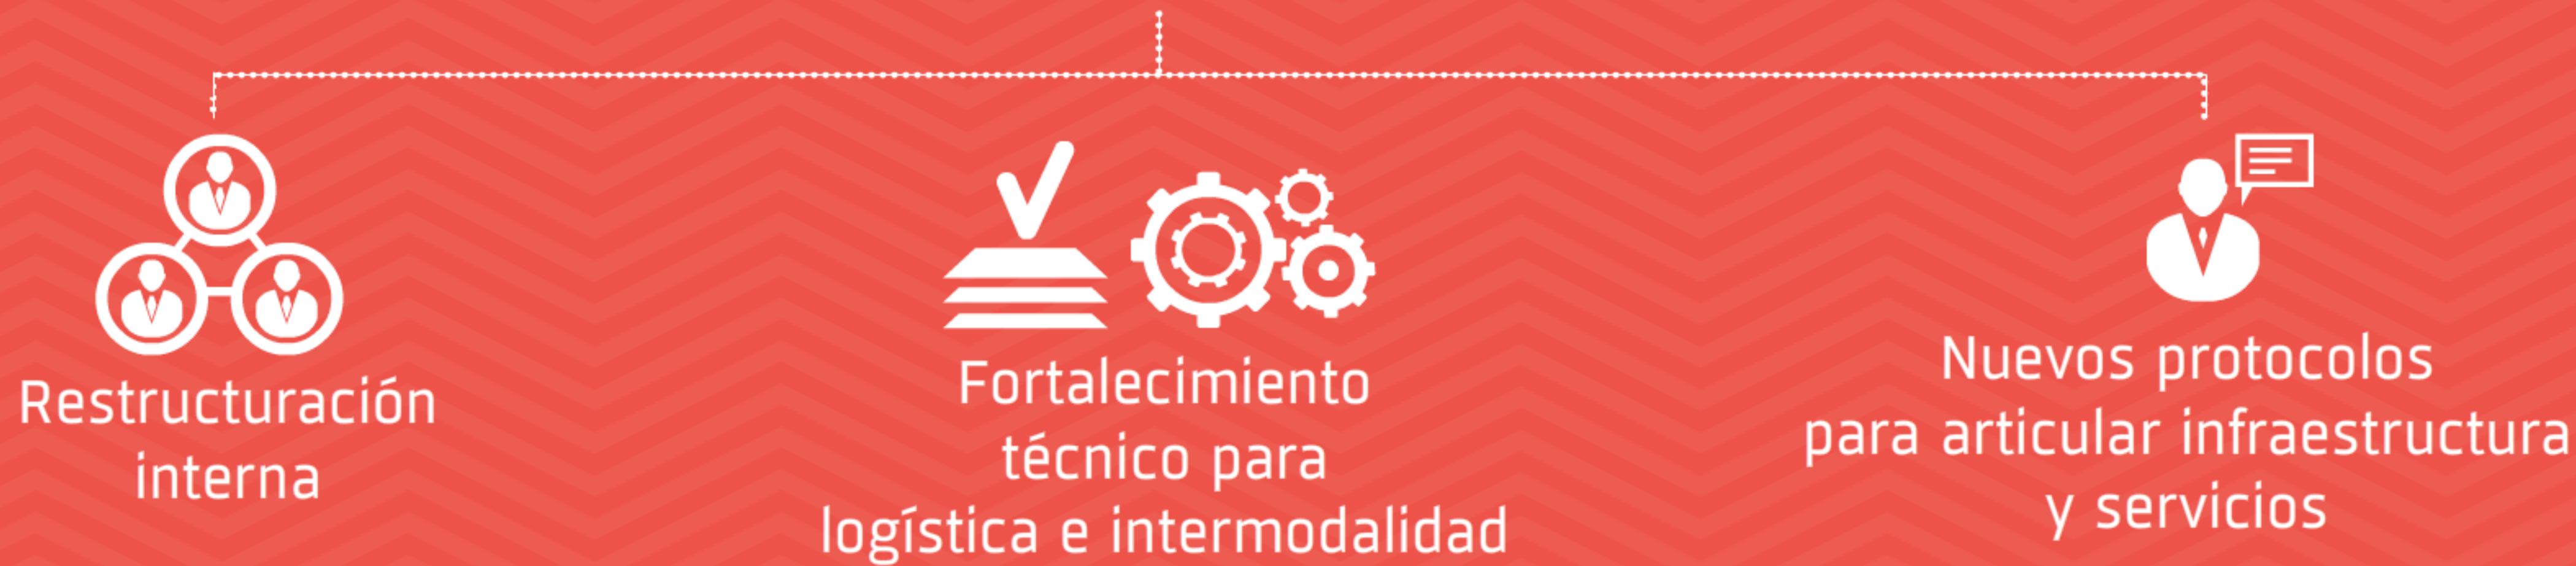 Restructuración
interna
Fortalecimiento
técnico para
logística e intermodalidad
Nuevos protocolos
para articular infraestructura
y servicios